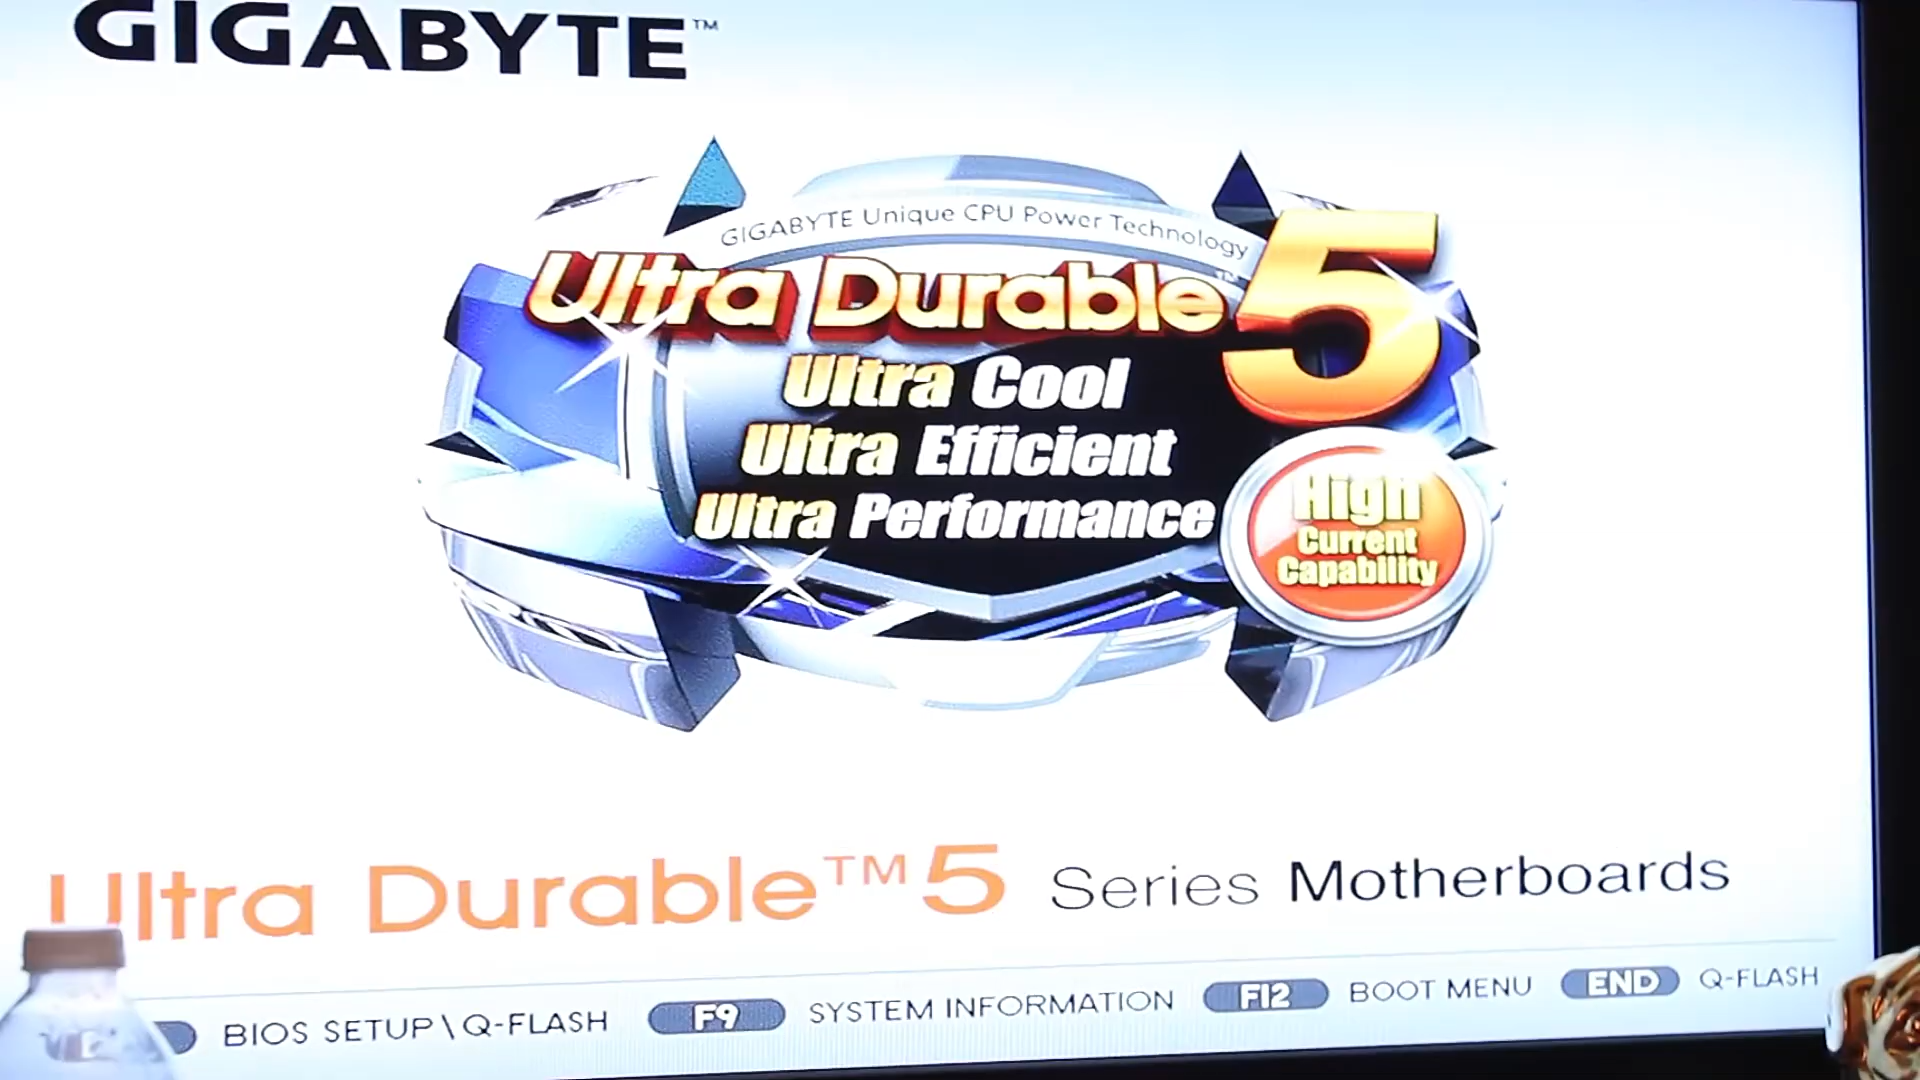 GIGABYTE™
GIGABYTE Unique CPU Power Technology
Ultra Durable™ 5
Ultra Cool
Ultra Efficient
Ultra Performance
High
Current
Capability
Ultra Durable™ 5 Series Motherboards
BIOS SETUP\Q-FLASH F9 SYSTEM INFORMATION F12 BOOT MENU END Q-FLASH